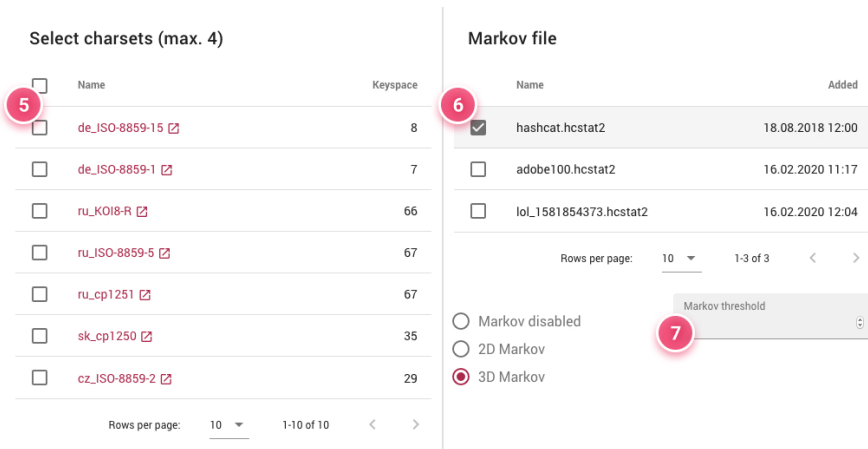 Select charsets (max. 4)
Name Keyspace
5
de_ISO-8859-15 8
de_ISO-8859-1 7
ru_KOI8-R 66
ru_ISO-8859-5 67
ru_cp1251 67
sk_cp1250 35
cz_ISO-8859-2 29
Rows per page: 10 1-10 of 10
Markov file
Name Added
6
hashcat.hcstat2 18.08.2018 12:00
adobe100.hcstat2 16.02.2020 11:17
lol_1581854373.hcstat2 16.02.2020 12:04
Rows per page: 10 1-3 of 3
Markov disabled
2D Markov
3D Markov
Markov threshold
7